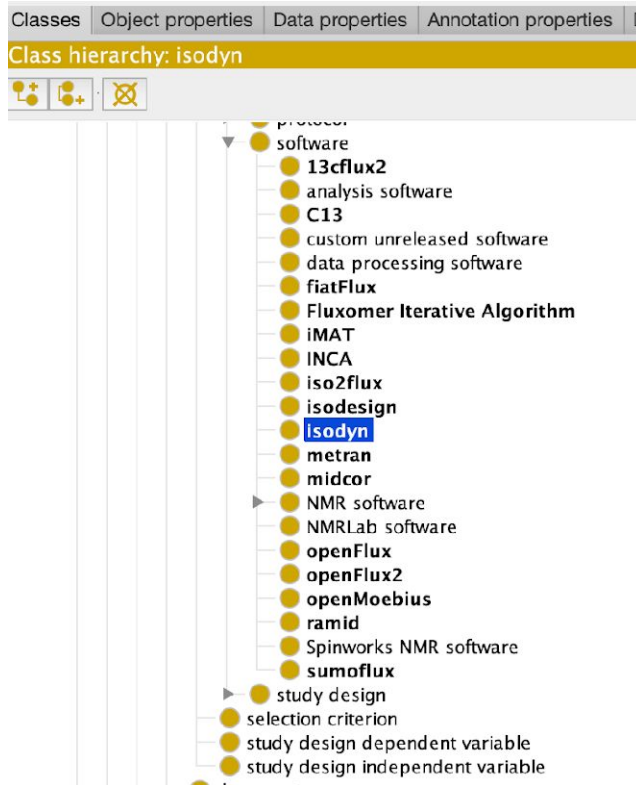 Classes Object properties Data properties Annotation properties
Class hierarchy: isodyn
software
13cflux2
analysis software
C13
custom unreleased software
data processing software
fiatFlux
Fluxomer Iterative Algorithm
iMAT
INCA
iso2flux
isodesign
isodyn
metran
midcor
NMR software
NMRLab software
openFlux
openFlux2
openMoebius
ramid
Spinworks NMR software
sumoflux
study design
selection criterion
study design dependent variable
study design independent variable